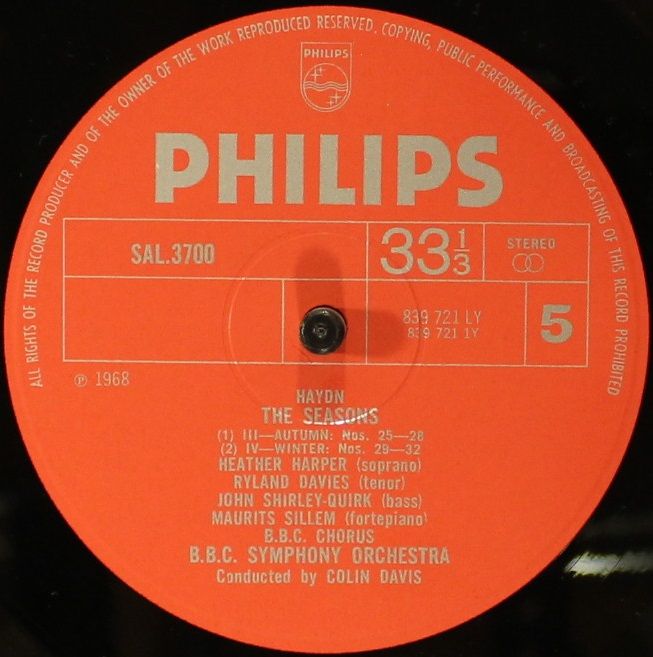 ALL RIGHTS OF THE RECORD PRODUCER AND OF THE OWNER OF THE WORK REPRODUCED RESERVED. COPYING, PUBLIC PERFORMANCE AND BROADCASTING OF THIS RECORD PROHIBITED
PHILIPS
PHILIPS
SAL.3700
33 1/3
STEREO
839 721 LY
839 721 1Y
5
℗ 1968
HAYDN
THE SEASONS
(1) III—AUTUMN: Nos. 25—28
(2) IV—WINTER: Nos. 29—32
HEATHER HARPER (soprano)
RYLAND DAVIES (tenor)
JOHN SHIRLEY-QUIRK (bass)
MAURITS SILLEM (fortepiano)
B.B.C. CHORUS
B.B.C. SYMPHONY ORCHESTRA
Conducted by COLIN DAVIS